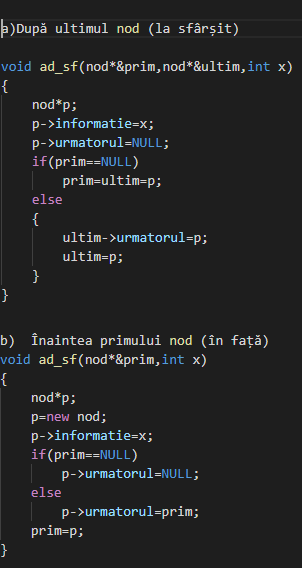 a)După ultimul nod (la sfârșit)
void ad_sf(nod*&prim,nod*&ultim,int x)
{
    nod*p;
    p->informatie=x;
    p->urmatorul=NULL;
    if(prim==NULL)
        prim=ultim=p;
    else
    {
        ultim->urmatorul=p;
        ultim=p;
    }
}
b)  Înaintea primului nod (în față)
void ad_sf(nod*&prim,int x)
{
    nod*p;
    p=new nod;
    p->informatie=x;
    if(prim==NULL)
        p->urmatorul=NULL;
    else
        p->urmatorul=prim;
    prim=p;
}